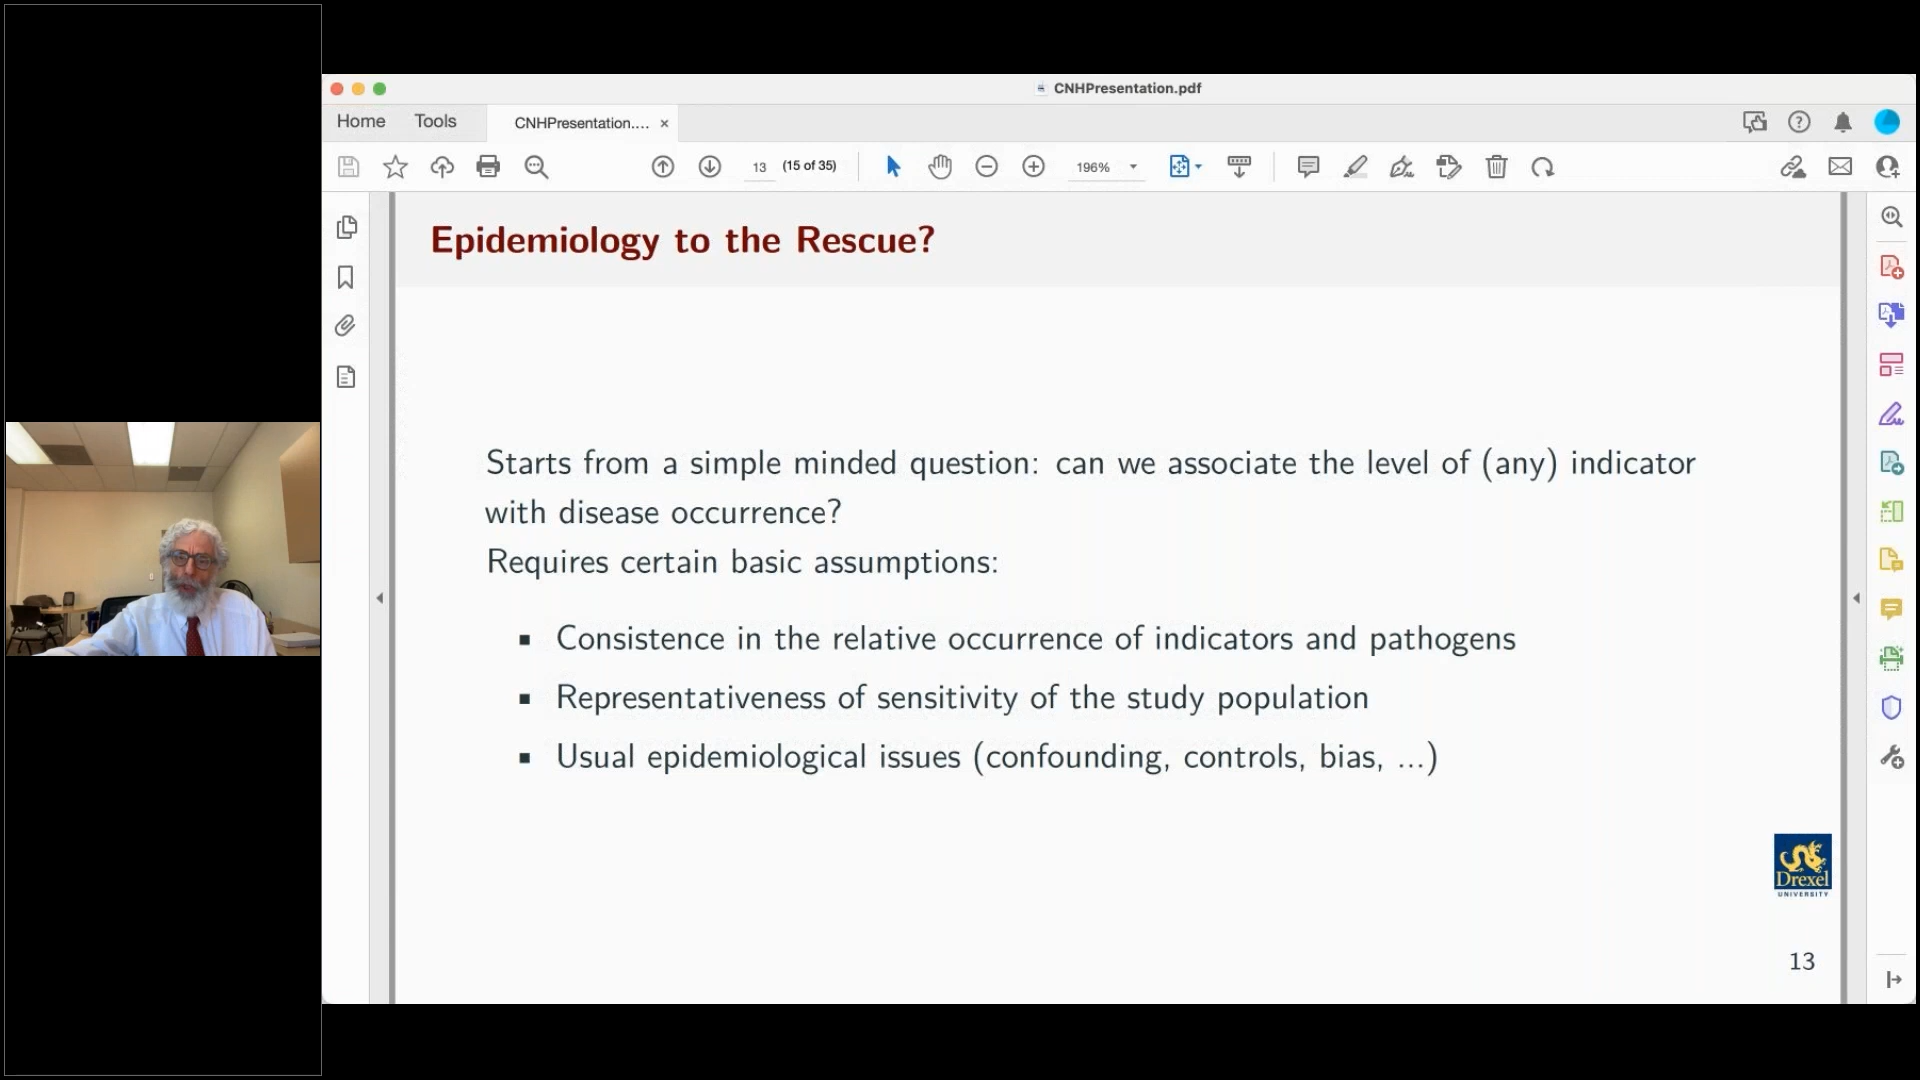 CNHPresentation.pdf
Home
Tools
CNHPresentation....
13
(15 of 35)
196%
Epidemiology to the Rescue?
Starts from a simple minded question: can we associate the level of (any) indicator
with disease occurrence?
Requires certain basic assumptions:
Consistence in the relative occurrence of indicators and pathogens
Representativeness of sensitivity of the study population
Usual epidemiological issues (confounding, controls, bias, ...)
Drexel
UNIVERSITY
13